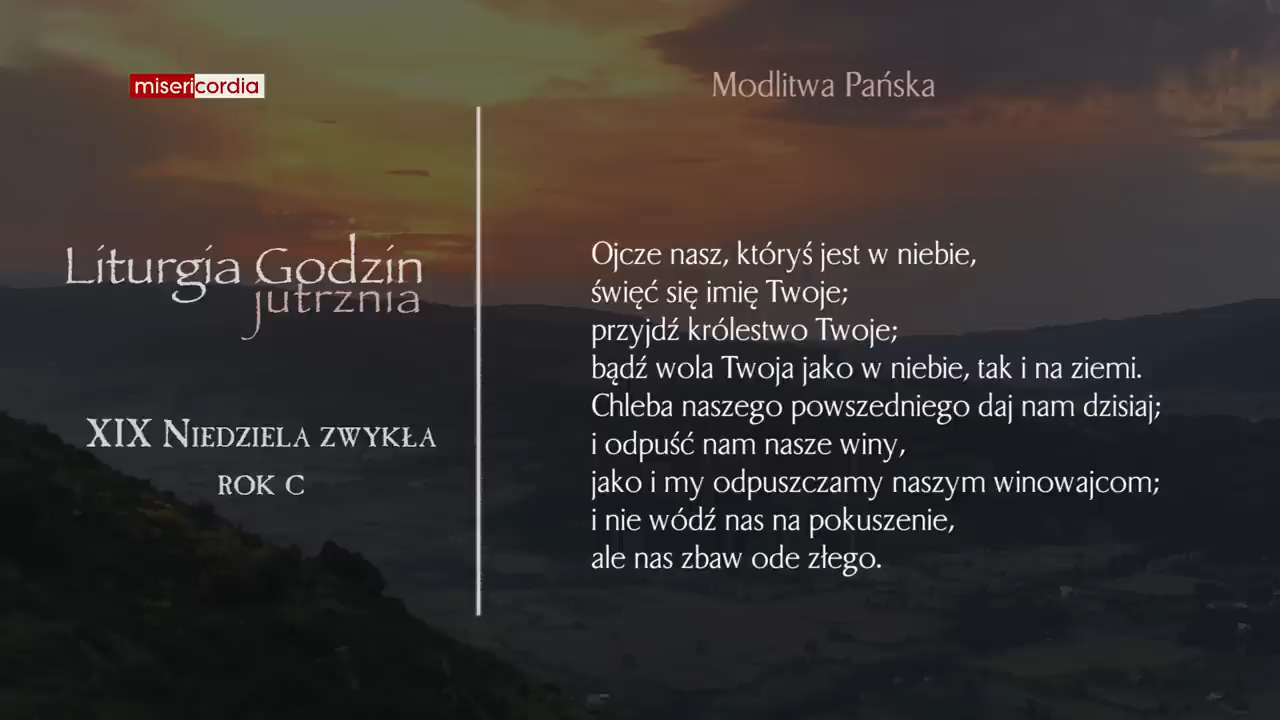 misericordia
Liturgia Godzin
jutrznia
XIX Niedziela zwykła
rok C
Modlitwa Pańska
Ojcze nasz, któryś jest w niebie,
święć się imię Twoje;
przyjdź królestwo Twoje;
bądź wola Twoja jako w niebie, tak i na ziemi.
Chleba naszego powszedniego daj nam dzisiaj;
i odpuść nam nasze winy,
jako i my odpuszczamy naszym winowajcom;
i nie wódź nas na pokuszenie,
ale nas zbaw ode złego.